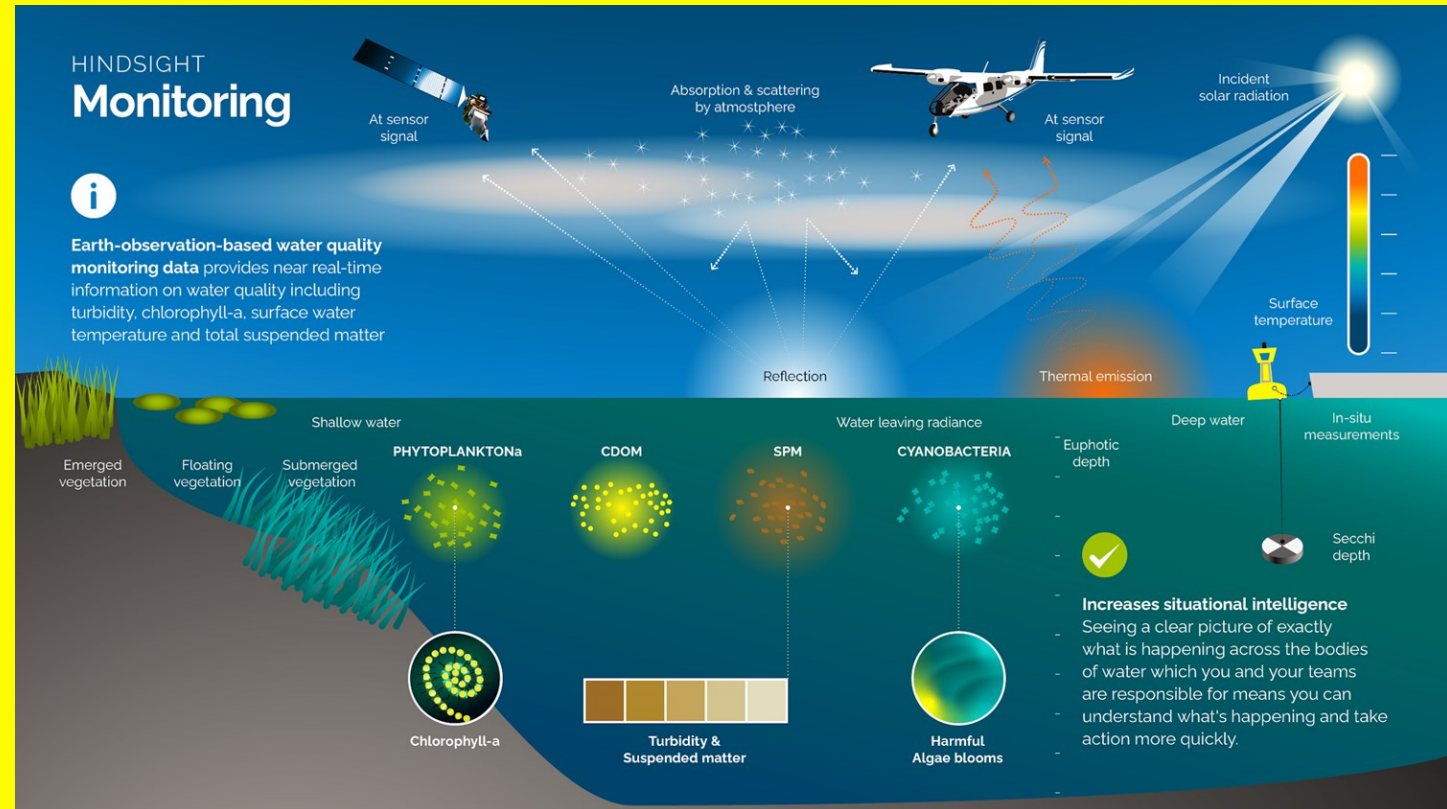 HINDSIGHT
Monitoring
At sensor
signal
Absorption & scattering
by atmostphere
At sensor
signal
Incident
solar radiation
i
Earth-observation-based water quality
monitoring data provides near real-time
information on water quality including
turbidity, chlorophyll-a, surface water
temperature and total suspended matter
Surface
temperature
Reflection
Thermal emission
Shallow water
Water leaving radiance
Deep water
In-situ
measurements
Emerged
vegetation
Floating
vegetation
Submerged
vegetation
PHYTOPLANKTONa
CDOM
SPM
CYANOBACTERIA
Euphotic
depth
Secchi
depth
Increases situational intelligence
Seeing a clear picture of exactly
what is happening across the bodies
of water which you and your teams
are responsible for means you can
understand what's happening and take
action more quickly.
Chlorophyll-a
Turbidity &
Suspended matter
Harmful
Algae blooms